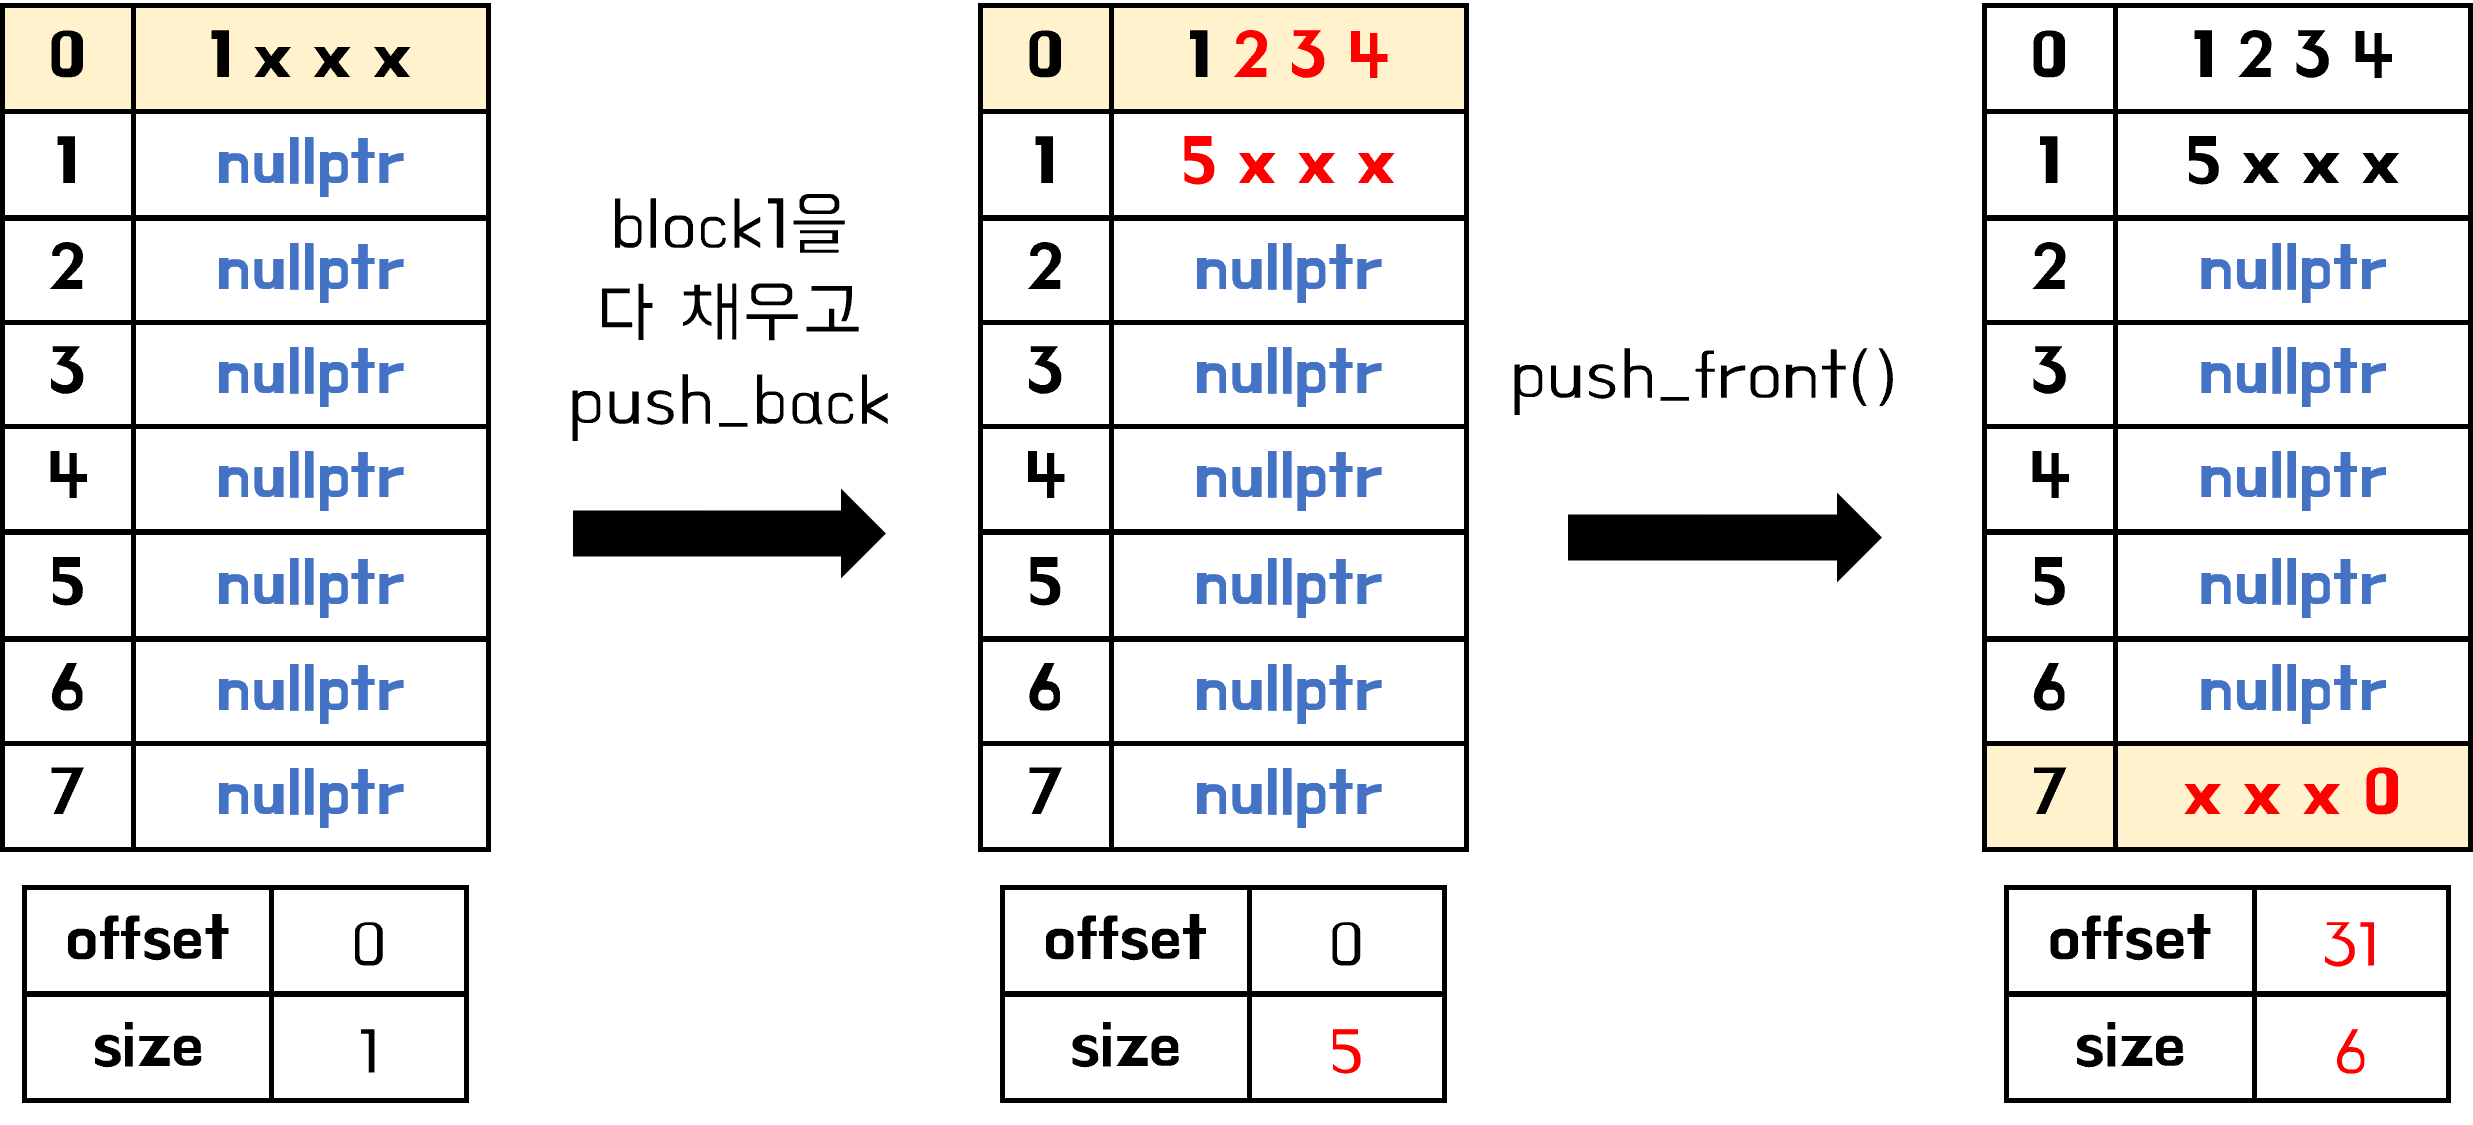 0 1 x x x
1 nullptr
2 nullptr
3 nullptr
4 nullptr
5 nullptr
6 nullptr
7 nullptr
offset 0
size 1
block1을
다 채우고
push_back
0 1 2 3 4
1 5 x x x
2 nullptr
3 nullptr
4 nullptr
5 nullptr
6 nullptr
7 nullptr
offset 0
size 5
push_front()
0 1 2 3 4
1 5 x x x
2 nullptr
3 nullptr
4 nullptr
5 nullptr
6 nullptr
7 x x x 0
offset 31
size 6